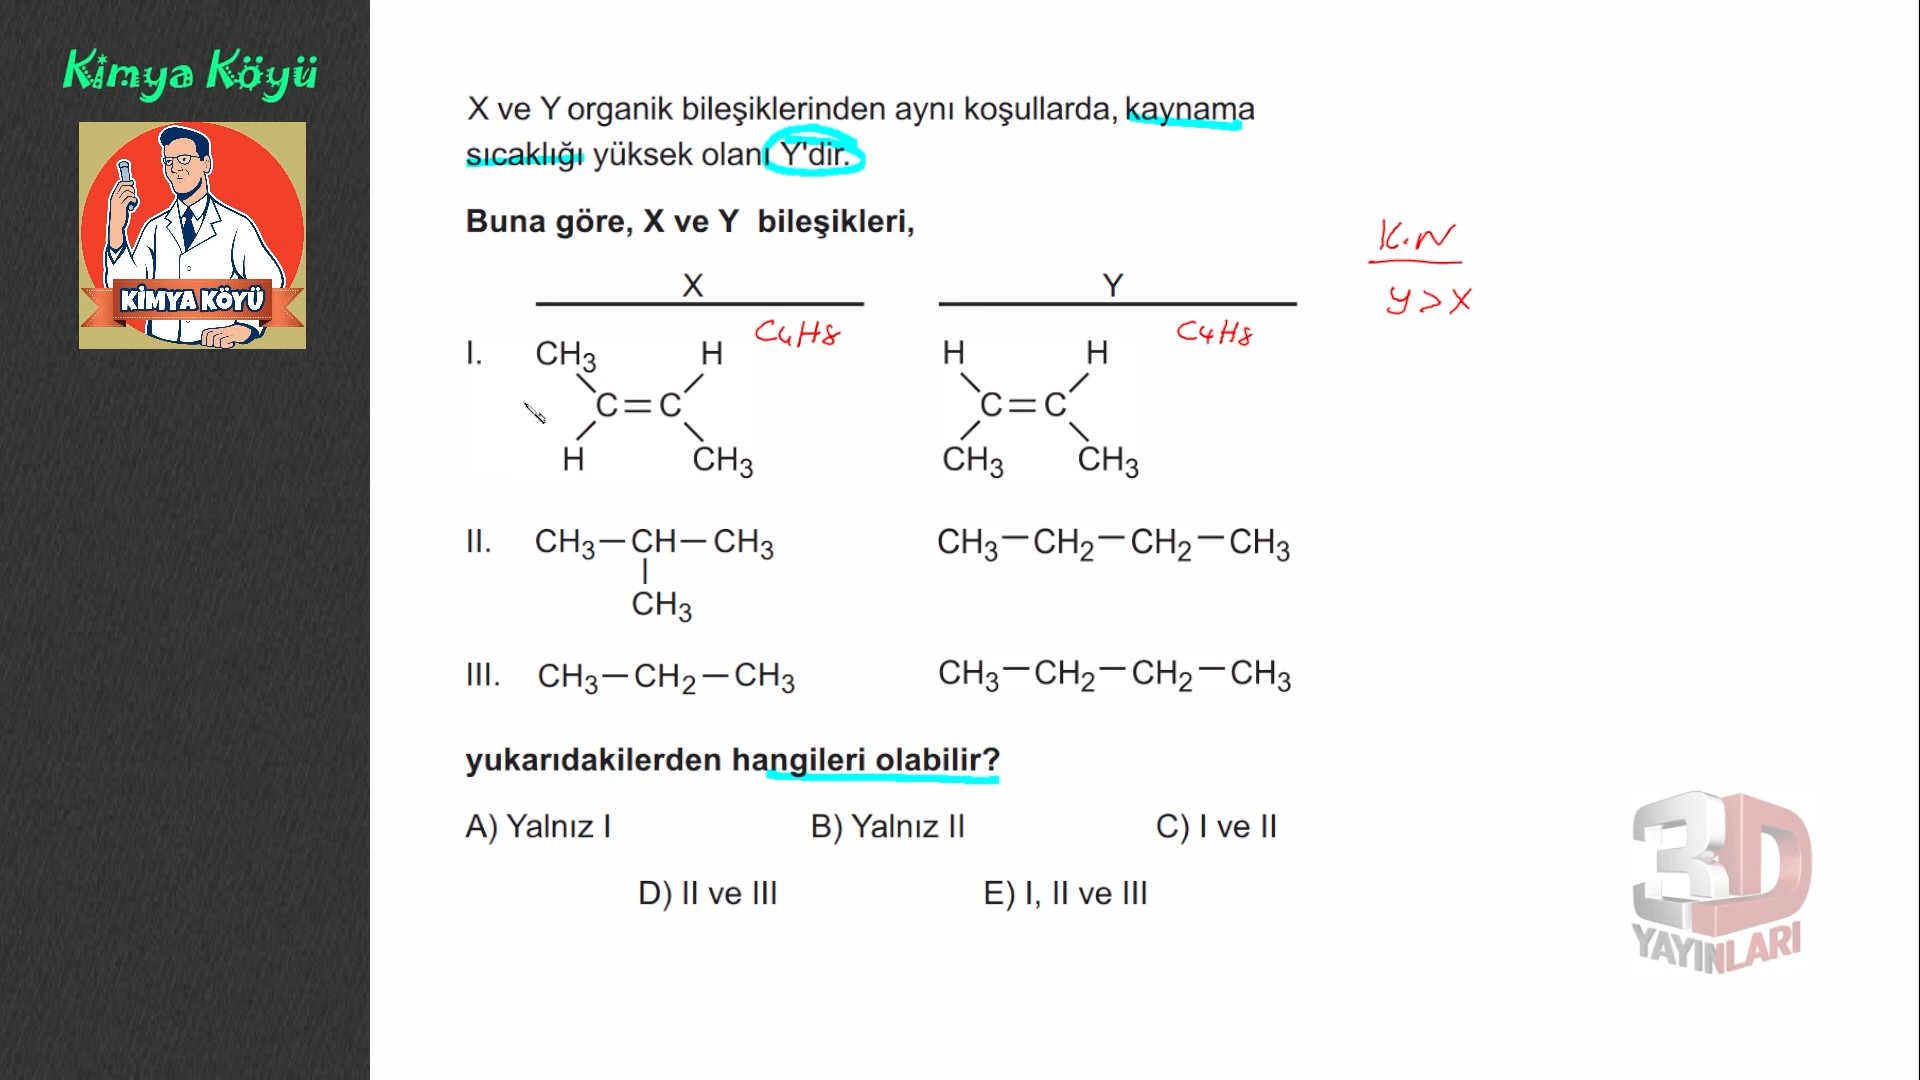 Kimya Köyü
KİMYA KÖYÜ
X ve Y organik bileşiklerinden aynı koşullarda, kaynama
sıcaklığı yüksek olanı Y'dir.
Buna göre, X ve Y bileşikleri,
K.N
Y > X
X Y
C₄H₈ C₄H₈
I. CH₃ H H H
C=C C=C
H CH₃ CH₃ CH₃
II. CH₃—CH—CH₃ CH₃—CH₂—CH₂—CH₃
|
CH₃
III. CH₃—CH₂—CH₃ CH₃—CH₂—CH₂—CH₃
yukarıdakilerden hangileri olabilir?
A) Yalnız I B) Yalnız II C) I ve II
D) II ve III E) I, II ve III
3D
YAYINLARI